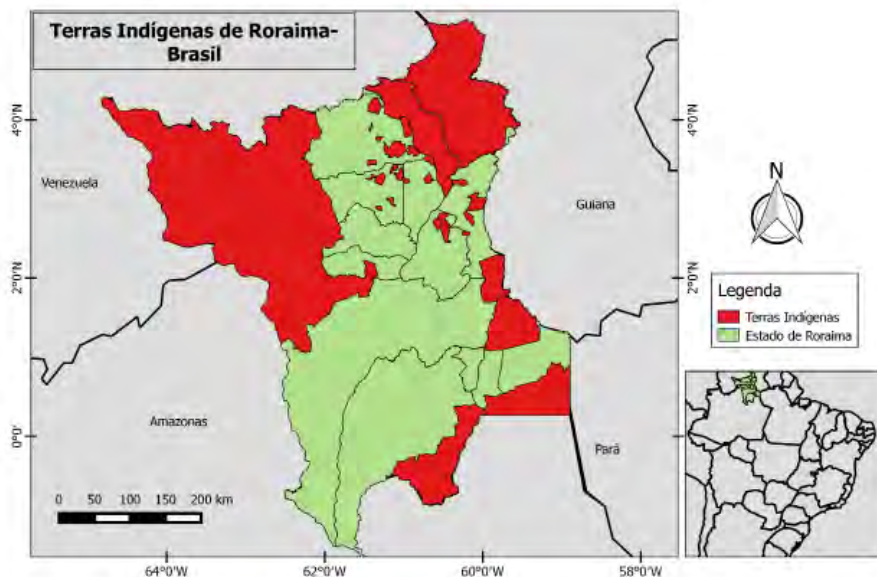 Terras Indígenas de Roraima-
Brasil
4°0'N
2°0'N
0°0'
4°0'N
2°0'N
0°0'
Venezuela
Guiana
Amazonas
Pará
N
Legenda
Terras Indígenas
Estado de Roraima
0 50 100 150 200 km
64°0'W 62°0'W 60°0'W 58°0'W